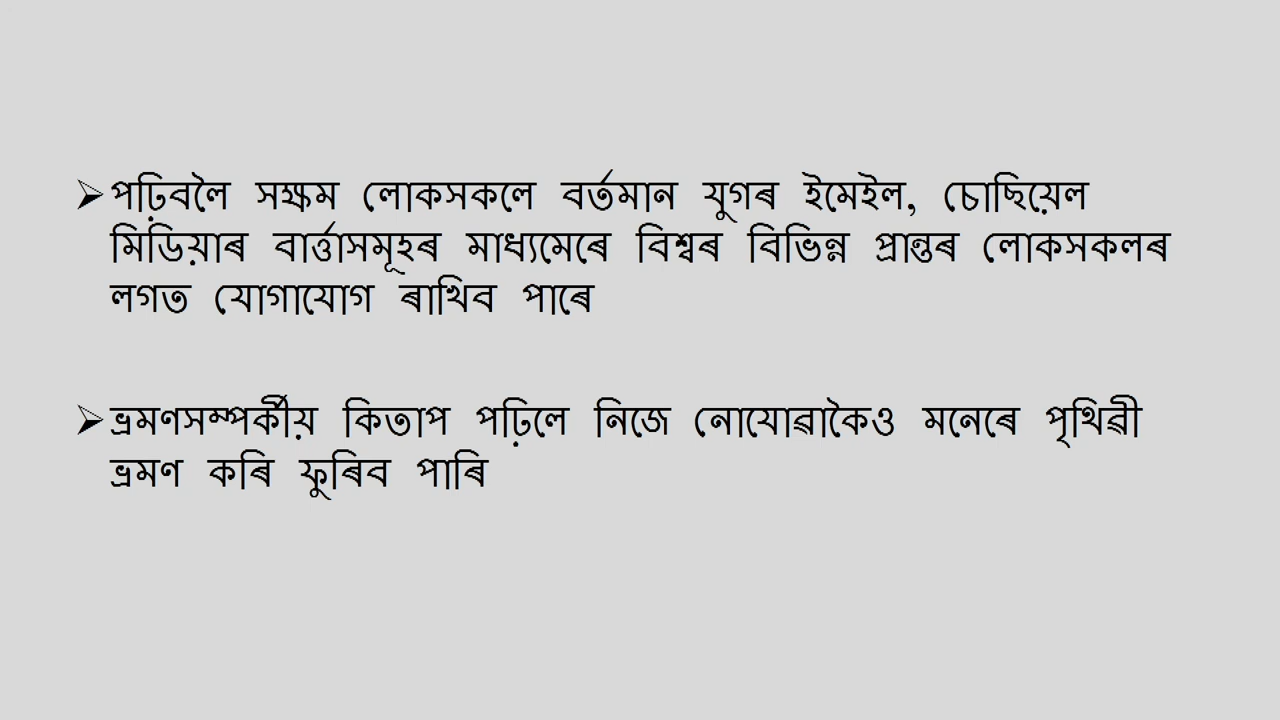 ➢পঢ়িবলৈ সক্ষম লোকসকলে বৰ্তমান যুগৰ ইমেইল, চোছিয়েল
মিডিয়াৰ বাৰ্ত্তাসমূহৰ মাধ্যমেৰে বিশ্বৰ বিভিন্ন প্ৰান্তৰ লোকসকলৰ
লগত যোগাযোগ ৰাখিব পাৰে
➢ভ্ৰমণসম্পৰ্কীয় কিতাপ পঢ়িলে নিজে নোযোৱাকৈও মনেৰে পৃথিৱী
ভ্ৰমণ কৰি ফুৰিব পাৰি